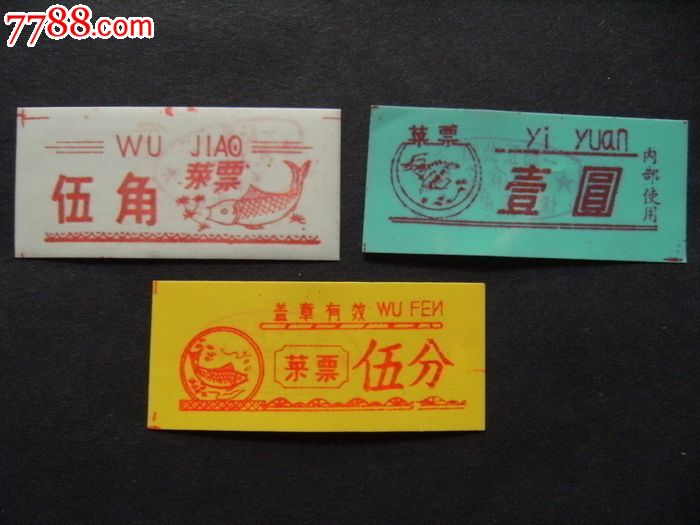 7788.com
WU JIAO
伍角
菜票
菜票
yi yuan
壹圆
内部使用
盖章有效 WU FEN
菜票
伍分